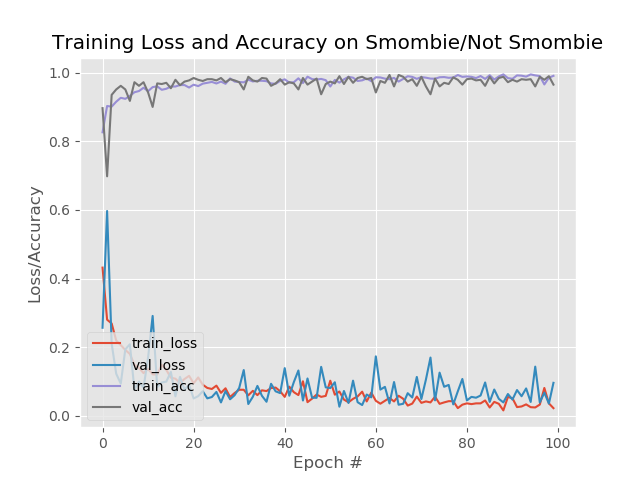 Training Loss and Accuracy on Smombie/Not Smombie
Loss/Accuracy
1.0
0.8
0.6
0.4
0.2
0.0
train_loss
val_loss
train_acc
val_acc
0 20 40 60 80 100
Epoch #